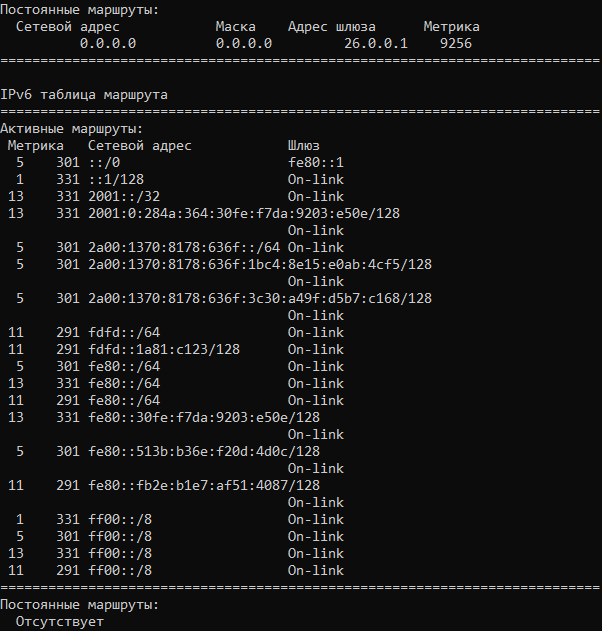 Постоянные маршруты:
  Сетевой адрес            Маска    Адрес шлюза      Метрика
          0.0.0.0          0.0.0.0         26.0.0.1    9256
===========================================================================

IPv6 таблица маршрута
===========================================================================
Активные маршруты:
 Метрика   Сетевой адрес            Шлюз
  5    301 ::/0                     fe80::1
  1    331 ::1/128                  On-link
 13    331 2001::/32                On-link
 13    331 2001:0:284a:364:30fe:f7da:9203:e50e/128
                                    On-link
  5    301 2a00:1370:8178:636f::/64 On-link
  5    301 2a00:1370:8178:636f:1bc4:8e15:e0ab:4cf5/128
                                    On-link
  5    301 2a00:1370:8178:636f:3c30:a49f:d5b7:c168/128
                                    On-link
 11    291 fdfd::/64                On-link
 11    291 fdfd::1a81:c123/128      On-link
  5    301 fe80::/64                On-link
 13    331 fe80::/64                On-link
 11    291 fe80::/64                On-link
 13    331 fe80::30fe:f7da:9203:e50e/128
                                    On-link
  5    301 fe80::513b:b36e:f20d:4d0c/128
                                    On-link
 11    291 fe80::fb2e:b1e7:af51:4087/128
                                    On-link
  1    331 ff00::/8                 On-link
  5    301 ff00::/8                 On-link
 13    331 ff00::/8                 On-link
 11    291 ff00::/8                 On-link
===========================================================================
Постоянные маршруты:
  Отсутствует